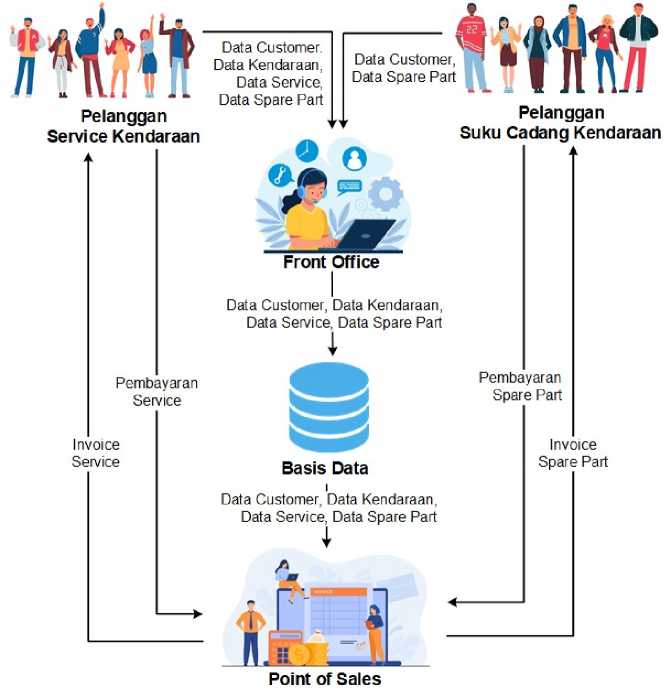 Data Customer.
Data Kendaraan,
Data Service,
Data Spare Part
Data Customer,
Data Spare Part
22
Pelanggan
Service Kendaraan
Pelanggan
Suku Cadang Kendaraan
Front Office
Data Customer, Data Kendaraan,
Data Service, Data Spare Part
Pembayaran
Service
Pembayaran
Spare Part
Invoice
Service
Invoice
Spare Part
Basis Data
Data Customer, Data Kendaraan,
Data Service, Data Spare Part
INVOICE
Point of Sales